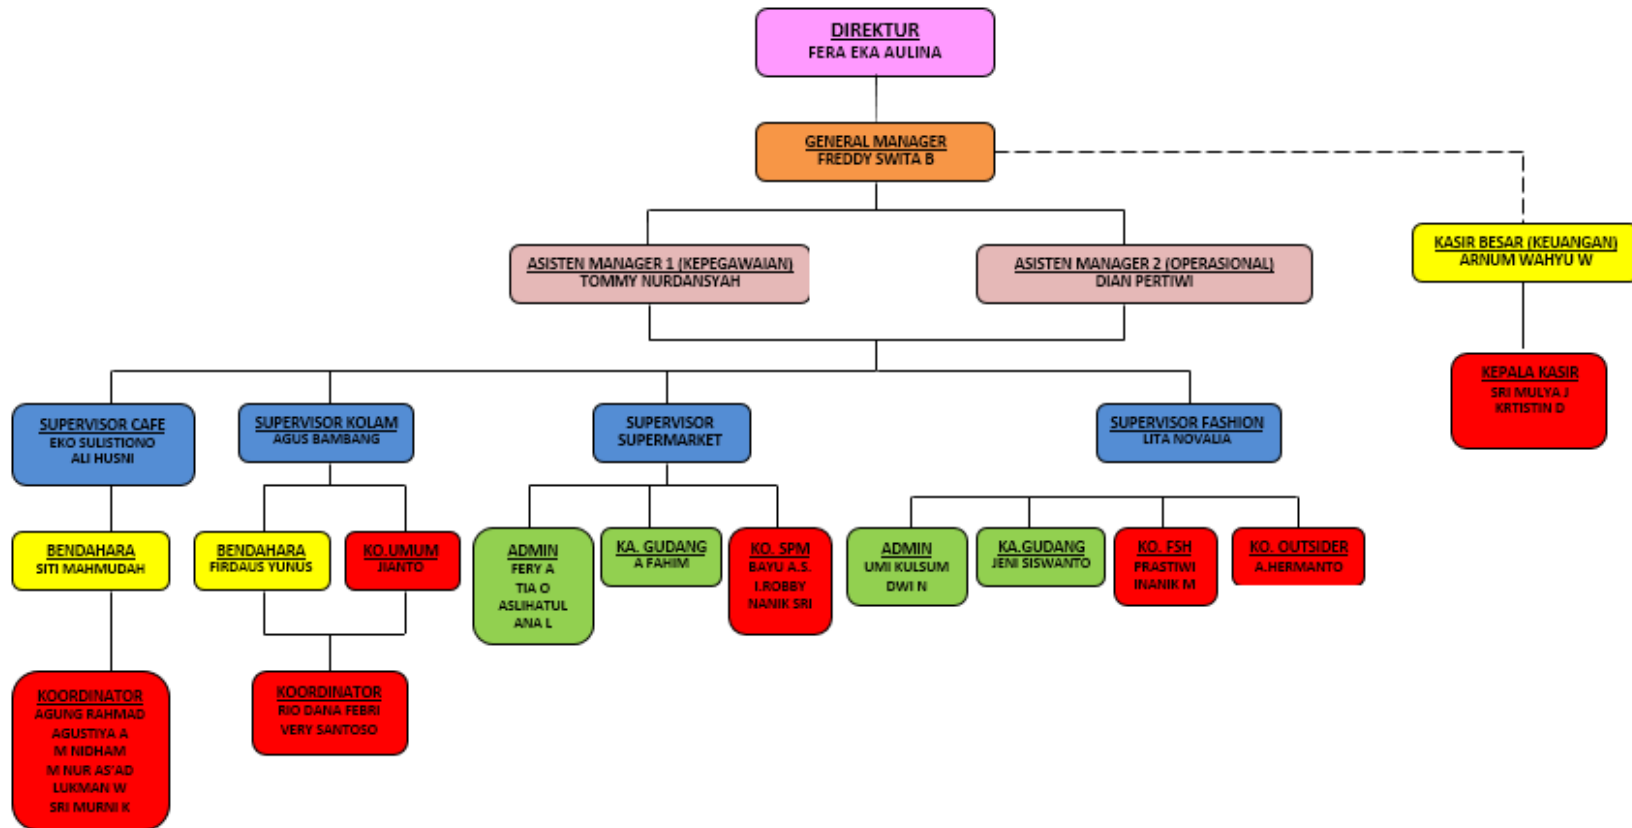 DIREKTUR
FERA EKA AULINA
GENERAL MANAGER
FREDDY SWITA B
ASISTEN MANAGER 1 (KEPEGAWAIAN)
TOMMY NURDANSYAH
ASISTEN MANAGER 2 (OPERASIONAL)
DIAN PERTIWI
KASIR BESAR (KEUANGAN)
ARNUM WAHYU W
KEPALA KASIR
SRI MULYA J
KRTISTIN D
SUPERVISOR CAFE
EKO SULISTIONO
ALI HUSNI
SUPERVISOR KOLAM
AGUS BAMBANG
SUPERVISOR
SUPERMARKET
SUPERVISOR FASHION
LITA NOVALIA
BENDAHARA
SITI MAHMUDAH
BENDAHARA
FIRDAUS YUNUS
KO.UMUM
JIANTO
ADMIN
FERY A
TIA O
ASLIHATUL
ANA L
KA. GUDANG
A FAHIM
KO. SPM
BAYU A.S.
I.ROBBY
NANIK SRI
ADMIN
UMI KULSUM
DWI N
KA.GUDANG
JENI SISWANTO
KO. FSH
PRASTIWI
INANIK M
KO. OUTSIDER
A.HERMANTO
KOORDINATOR
AGUNG RAHMAD
AGUSTIYA A
M NIDHAM
M NUR AS'AD
LUKMAN W
SRI MURNI K
KOORDINATOR
RIO DANA FEBRI
VERY SANTOSO